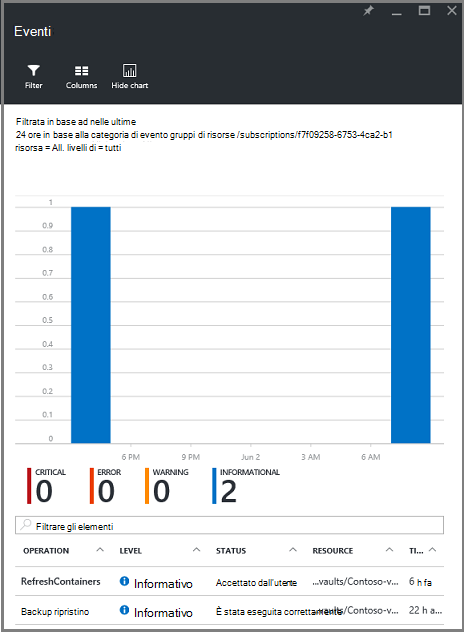 Eventi
Filter Columns Hide chart
Filtrata in base ad nelle ultime
24 ore in base alla categoria di evento gruppi di risorse /subscriptions/f7f09258-6753-4ca2-b1
risorsa = All. livelli di = tutti
1
0.9
0.8
0.7
0.6
0.5
0.4
0.3
0.2
0.1
0
6 PM 9 PM Jun 2 3 AM 6 AM
CRITICAL ERROR WARNING INFORMATIONAL
0 0 0 2
Filtrare gli elementi
OPERATION LEVEL STATUS RESOURCE TI...
RefreshContainers Informativo Accettato dall'utente ...vaults/Contoso-v... 6 h fa
Backup ripristino Informativo È stata eseguita correttamente ...vaults/Contoso-v... 22 h a...